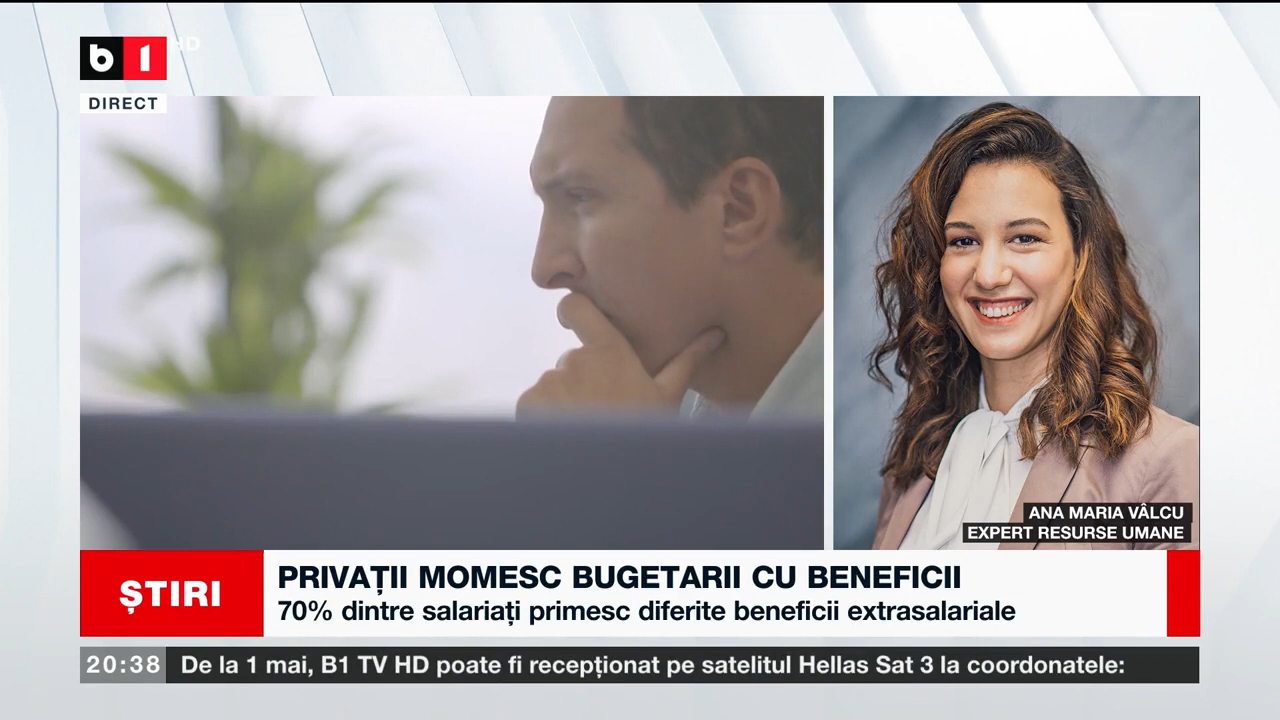 b1 HD
DIRECT
ANA MARIA VÂLCU
EXPERT RESURSE UMANE
ȘTIRI
PRIVAȚII MOMESC BUGETARII CU BENEFICII
70% dintre salariați primesc diferite beneficii extrasalariale
20:38 De la 1 mai, B1 TV HD poate fi recepționat pe satelitul Hellas Sat 3 la coordonatele: